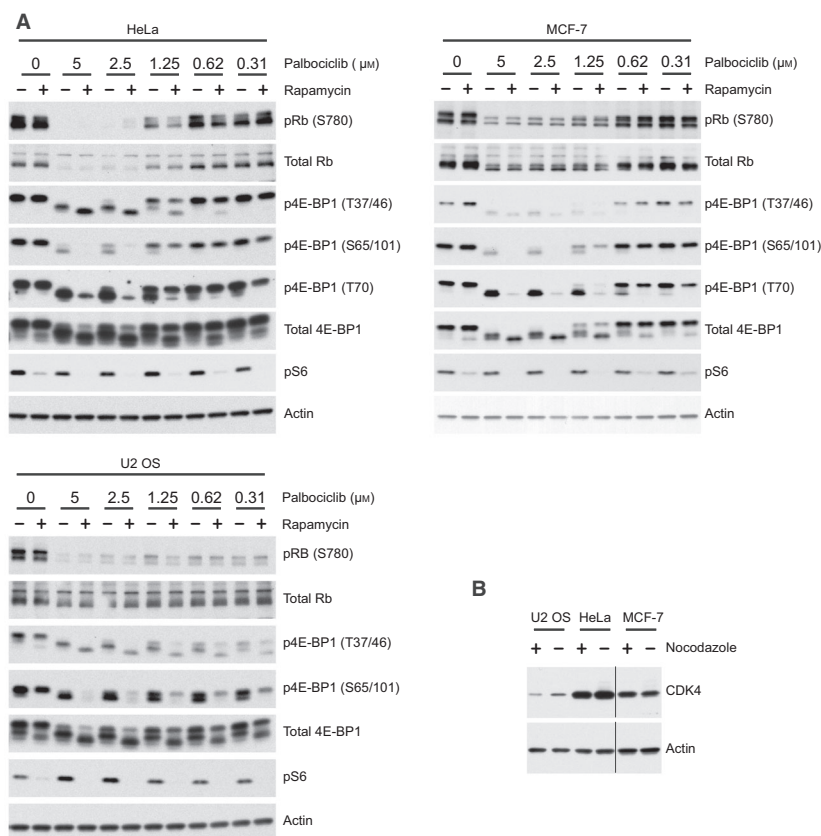 A
HeLa
0 5 2.5 1.25 0.62 0.31 Palbociclib ( μM)
– + – + – + – + – + – + Rapamycin
pRb (S780)
Total Rb
p4E-BP1 (T37/46)
p4E-BP1 (S65/101)
p4E-BP1 (T70)
Total 4E-BP1
pS6
Actin
MCF-7
0 5 2.5 1.25 0.62 0.31 Palbociclib (μM)
– + – + – + – + – + – + Rapamycin
pRb (S780)
Total Rb
p4E-BP1 (T37/46)
p4E-BP1 (S65/101)
p4E-BP1 (T70)
Total 4E-BP1
pS6
Actin
U2 OS
0 5 2.5 1.25 0.62 0.31 Palbociclib (μM)
– + – + – + – + – + – + Rapamycin
pRB (S780)
Total Rb
p4E-BP1 (T37/46)
p4E-BP1 (S65/101)
Total 4E-BP1
pS6
Actin
B
U2 OS HeLa MCF-7
+ – + – + – Nocodazole
CDK4
Actin